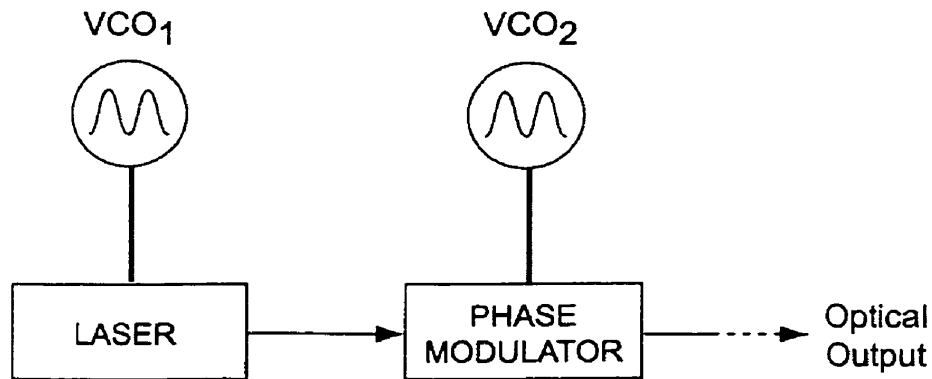 VCO1
VCO2
LASER
PHASE
MODULATOR
Optical
Output